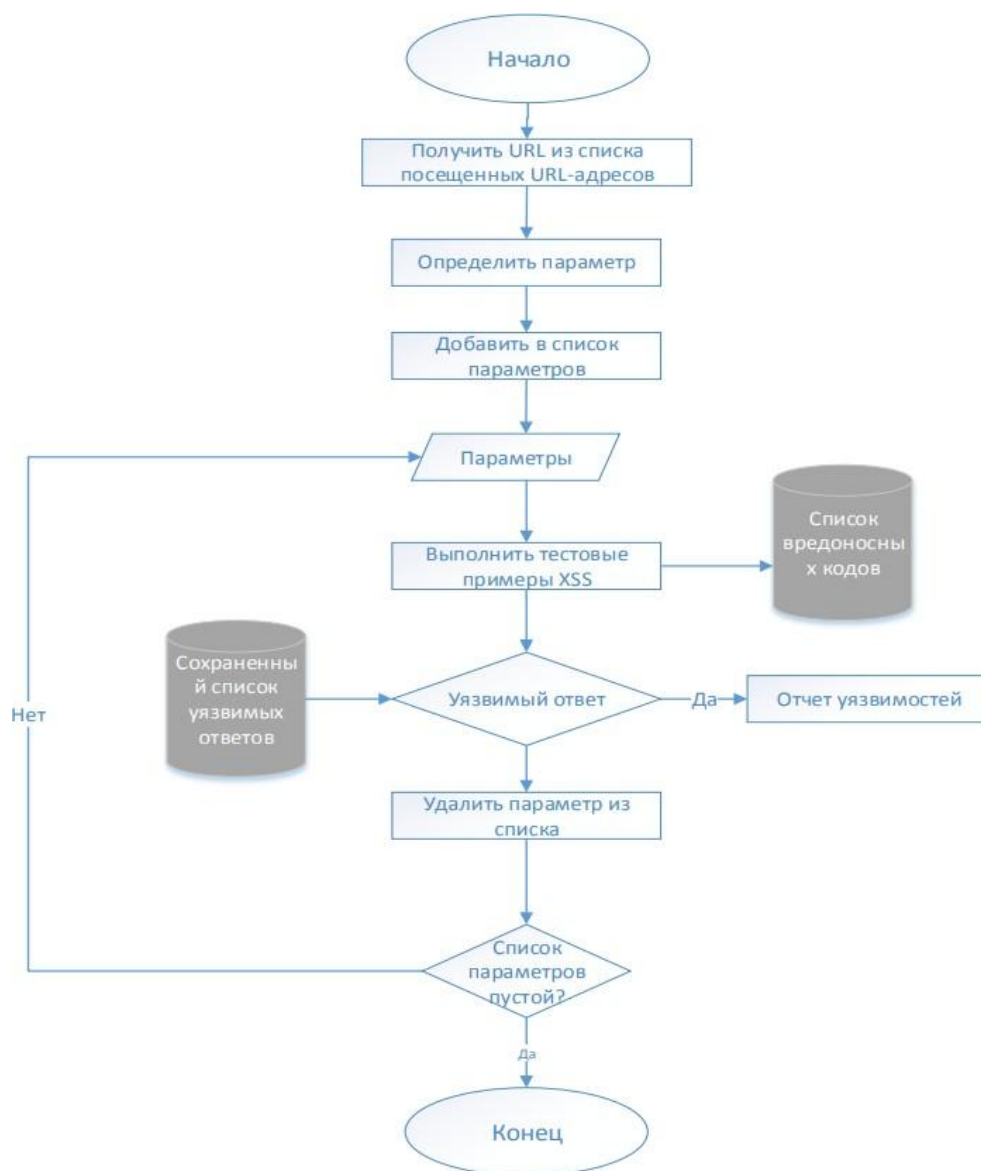 Начало
Получить URL из списка
посещенных URL-адресов
Определить параметр
Добавить в список
параметров
Параметры
Список
вредоносны
х кодов
Выполнить тестовые
примеры XSS
Сохраненны
й список
уязвимых
ответов
Уязвимый ответ
Да
Отчет уязвимостей
Нет
Удалить параметр из
списка
Список
параметров
пустой?
Да
Конец